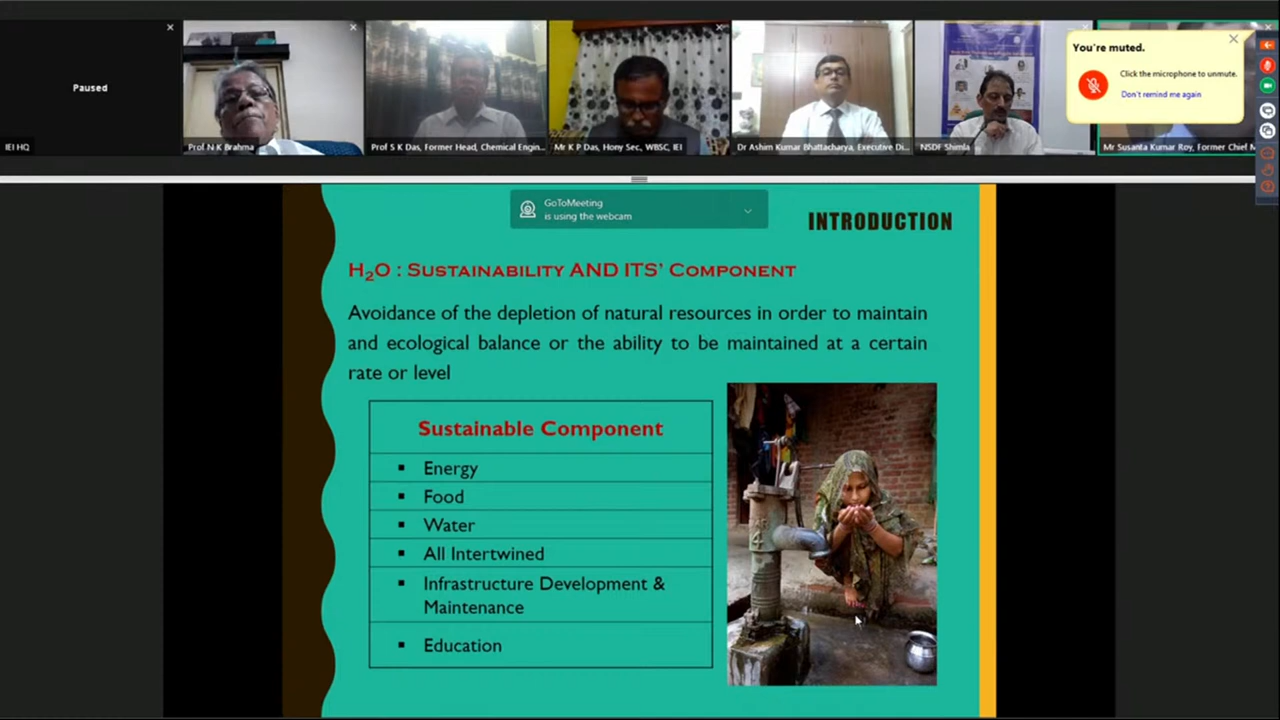 You're muted.
Click the microphone to unmute.
Don't remind me again
Paused
IEI HQ
Prof N K Brahma
Prof S K Das, Former Head, Chemical Engin...
Mr K P Das, Hony Sec, WBSC, IEI
Dr Ashim Kumar Bhattacharya, Executive Di...
NSDF Shimla
Mr Susanta Kumar Roy, Former Chief M
GoToMeeting
is using the webcam
INTRODUCTION
H₂O : SUSTAINABILITY AND ITS' COMPONENT
Avoidance of the depletion of natural resources in order to maintain
and ecological balance or the ability to be maintained at a certain
rate or level
Sustainable Component
▪ Energy
▪ Food
▪ Water
▪ All Intertwined
▪ Infrastructure Development &
Maintenance
▪ Education